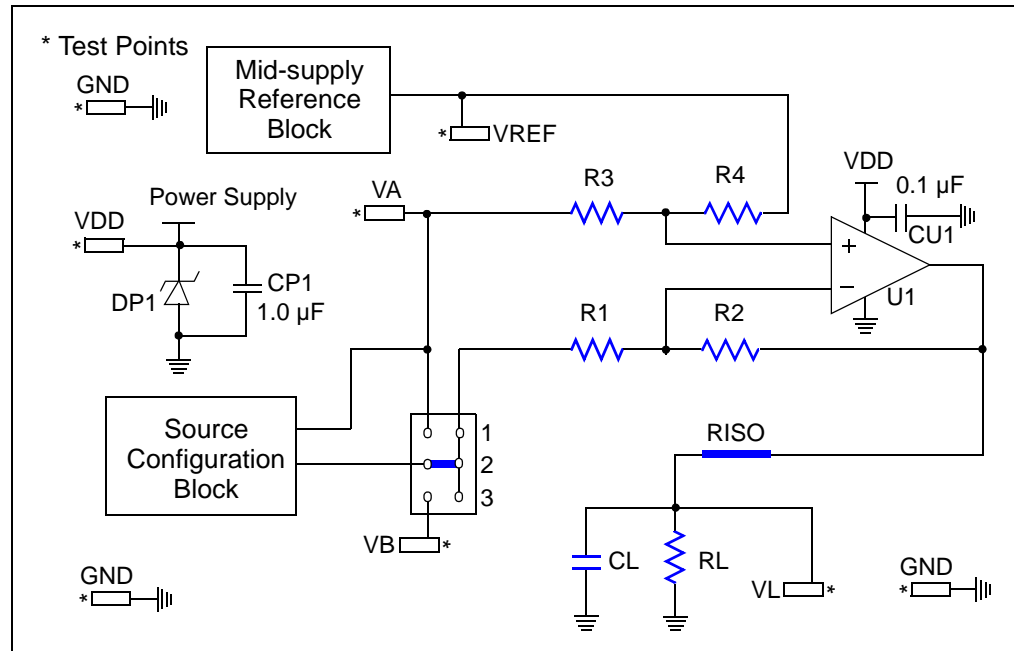 * Test Points
GND
*
Mid-supply
Reference
Block
* VREF
VDD
0.1 µF
CU1
Power Supply
VDD
*
VA
*
R3
R4
+
−
U1
DP1
CP1
1.0 µF
R1
R2
Source
Configuration
Block
1
2
3
RISO
VB *
CL
RL
VL *
GND
*
GND
*